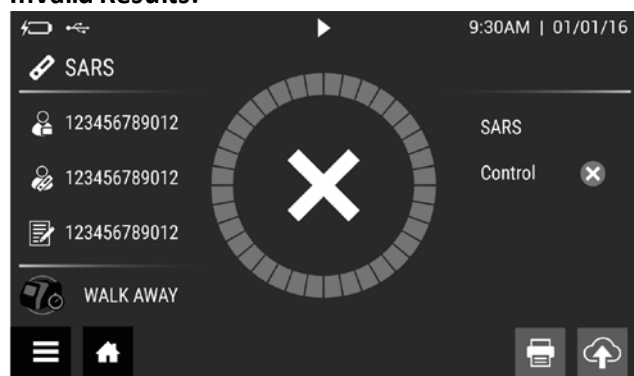 Invalid Results:
9:30AM | 01/01/16
SARS
123456789012
SARS
123456789012
Control
123456789012
WALK AWAY